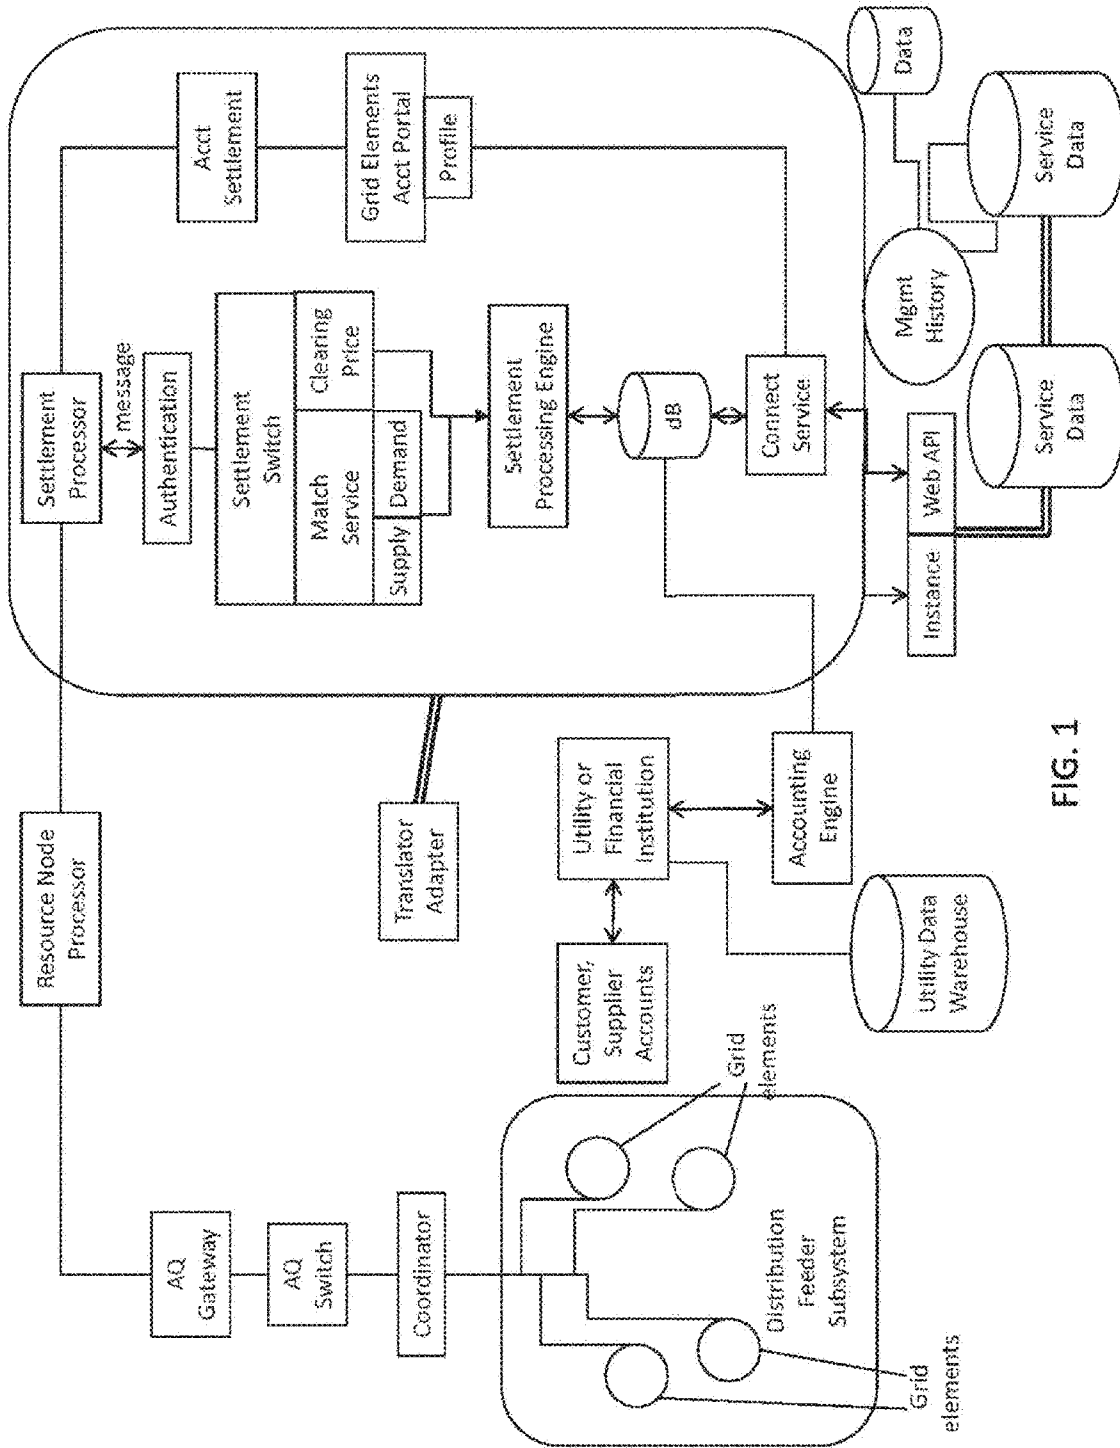 AQ
Gateway
AQ
Switch
Coordinator
Distribution
Feeder
Subsystem
Grid
elements
Grid
elements
Resource Node
Processor
Translator
Adapter
Customer,
Supplier
Accounts
Utility or
Financial
Institution
Accounting
Engine
Utility Data
Warehouse
Settlement
Processor
message
Authentication
Settlement
Switch
Match
Service
Clearing
Price
Supply
Demand
Settlement
Processing Engine
dB
Connect
Service
Acct
Settlement
Grid Elements
Acct Portal
Profile
Instance
Web API
Mgmt
History
Data
Service
Data
Service
Data
FIG. 1